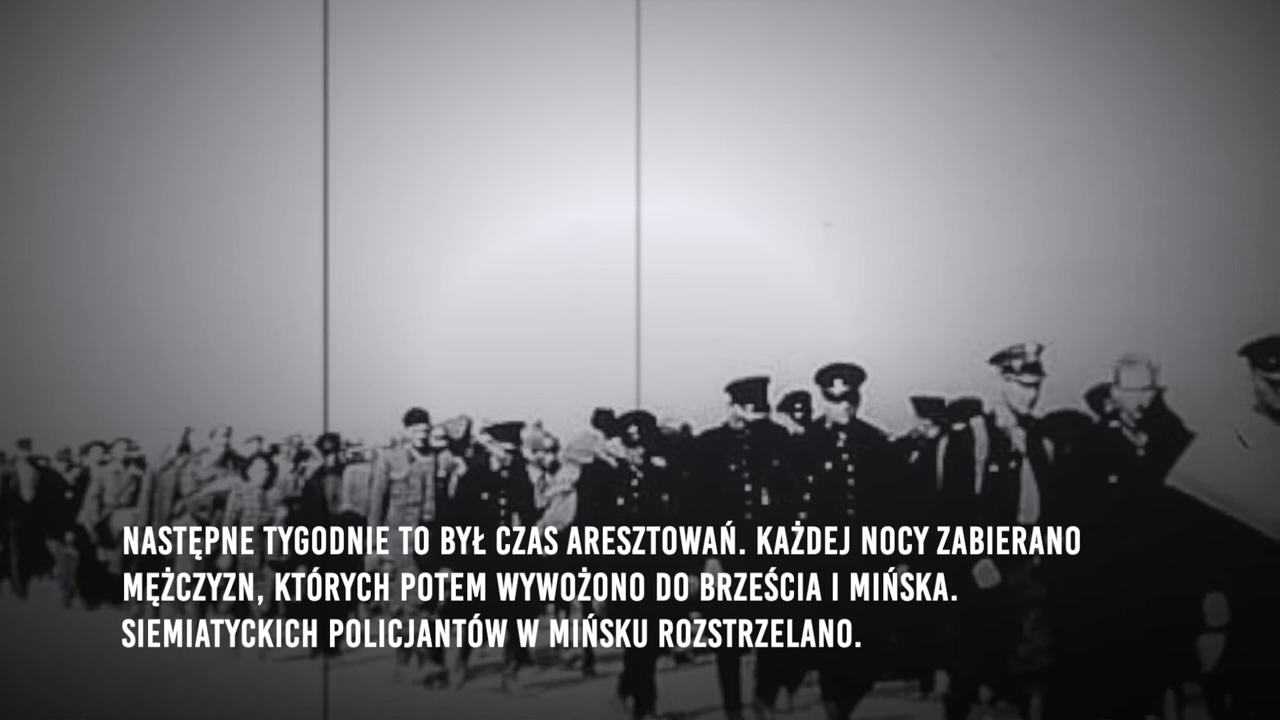 NASTĘPNE TYGODNIE TO BYŁ CZAS ARESZTOWAŃ. KAŻDEJ NOCY ZABIERANO
MĘŻCZYZN, KTÓRYCH POTEM WYWOŻONO DO BRZEŚCIA I MIŃSKA.
SIEMIATYCKICH POLICJANTÓW W MIŃSKU ROZSTRZELANO.